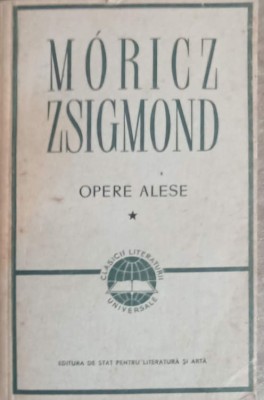 MÓRICZ
ZSIGMOND
OPERE ALESE
★
CLASICII LITERATURII
UNIVERSALE
EDITURA DE STAT PENTRU LITERATURĂ ȘI ARTĂ